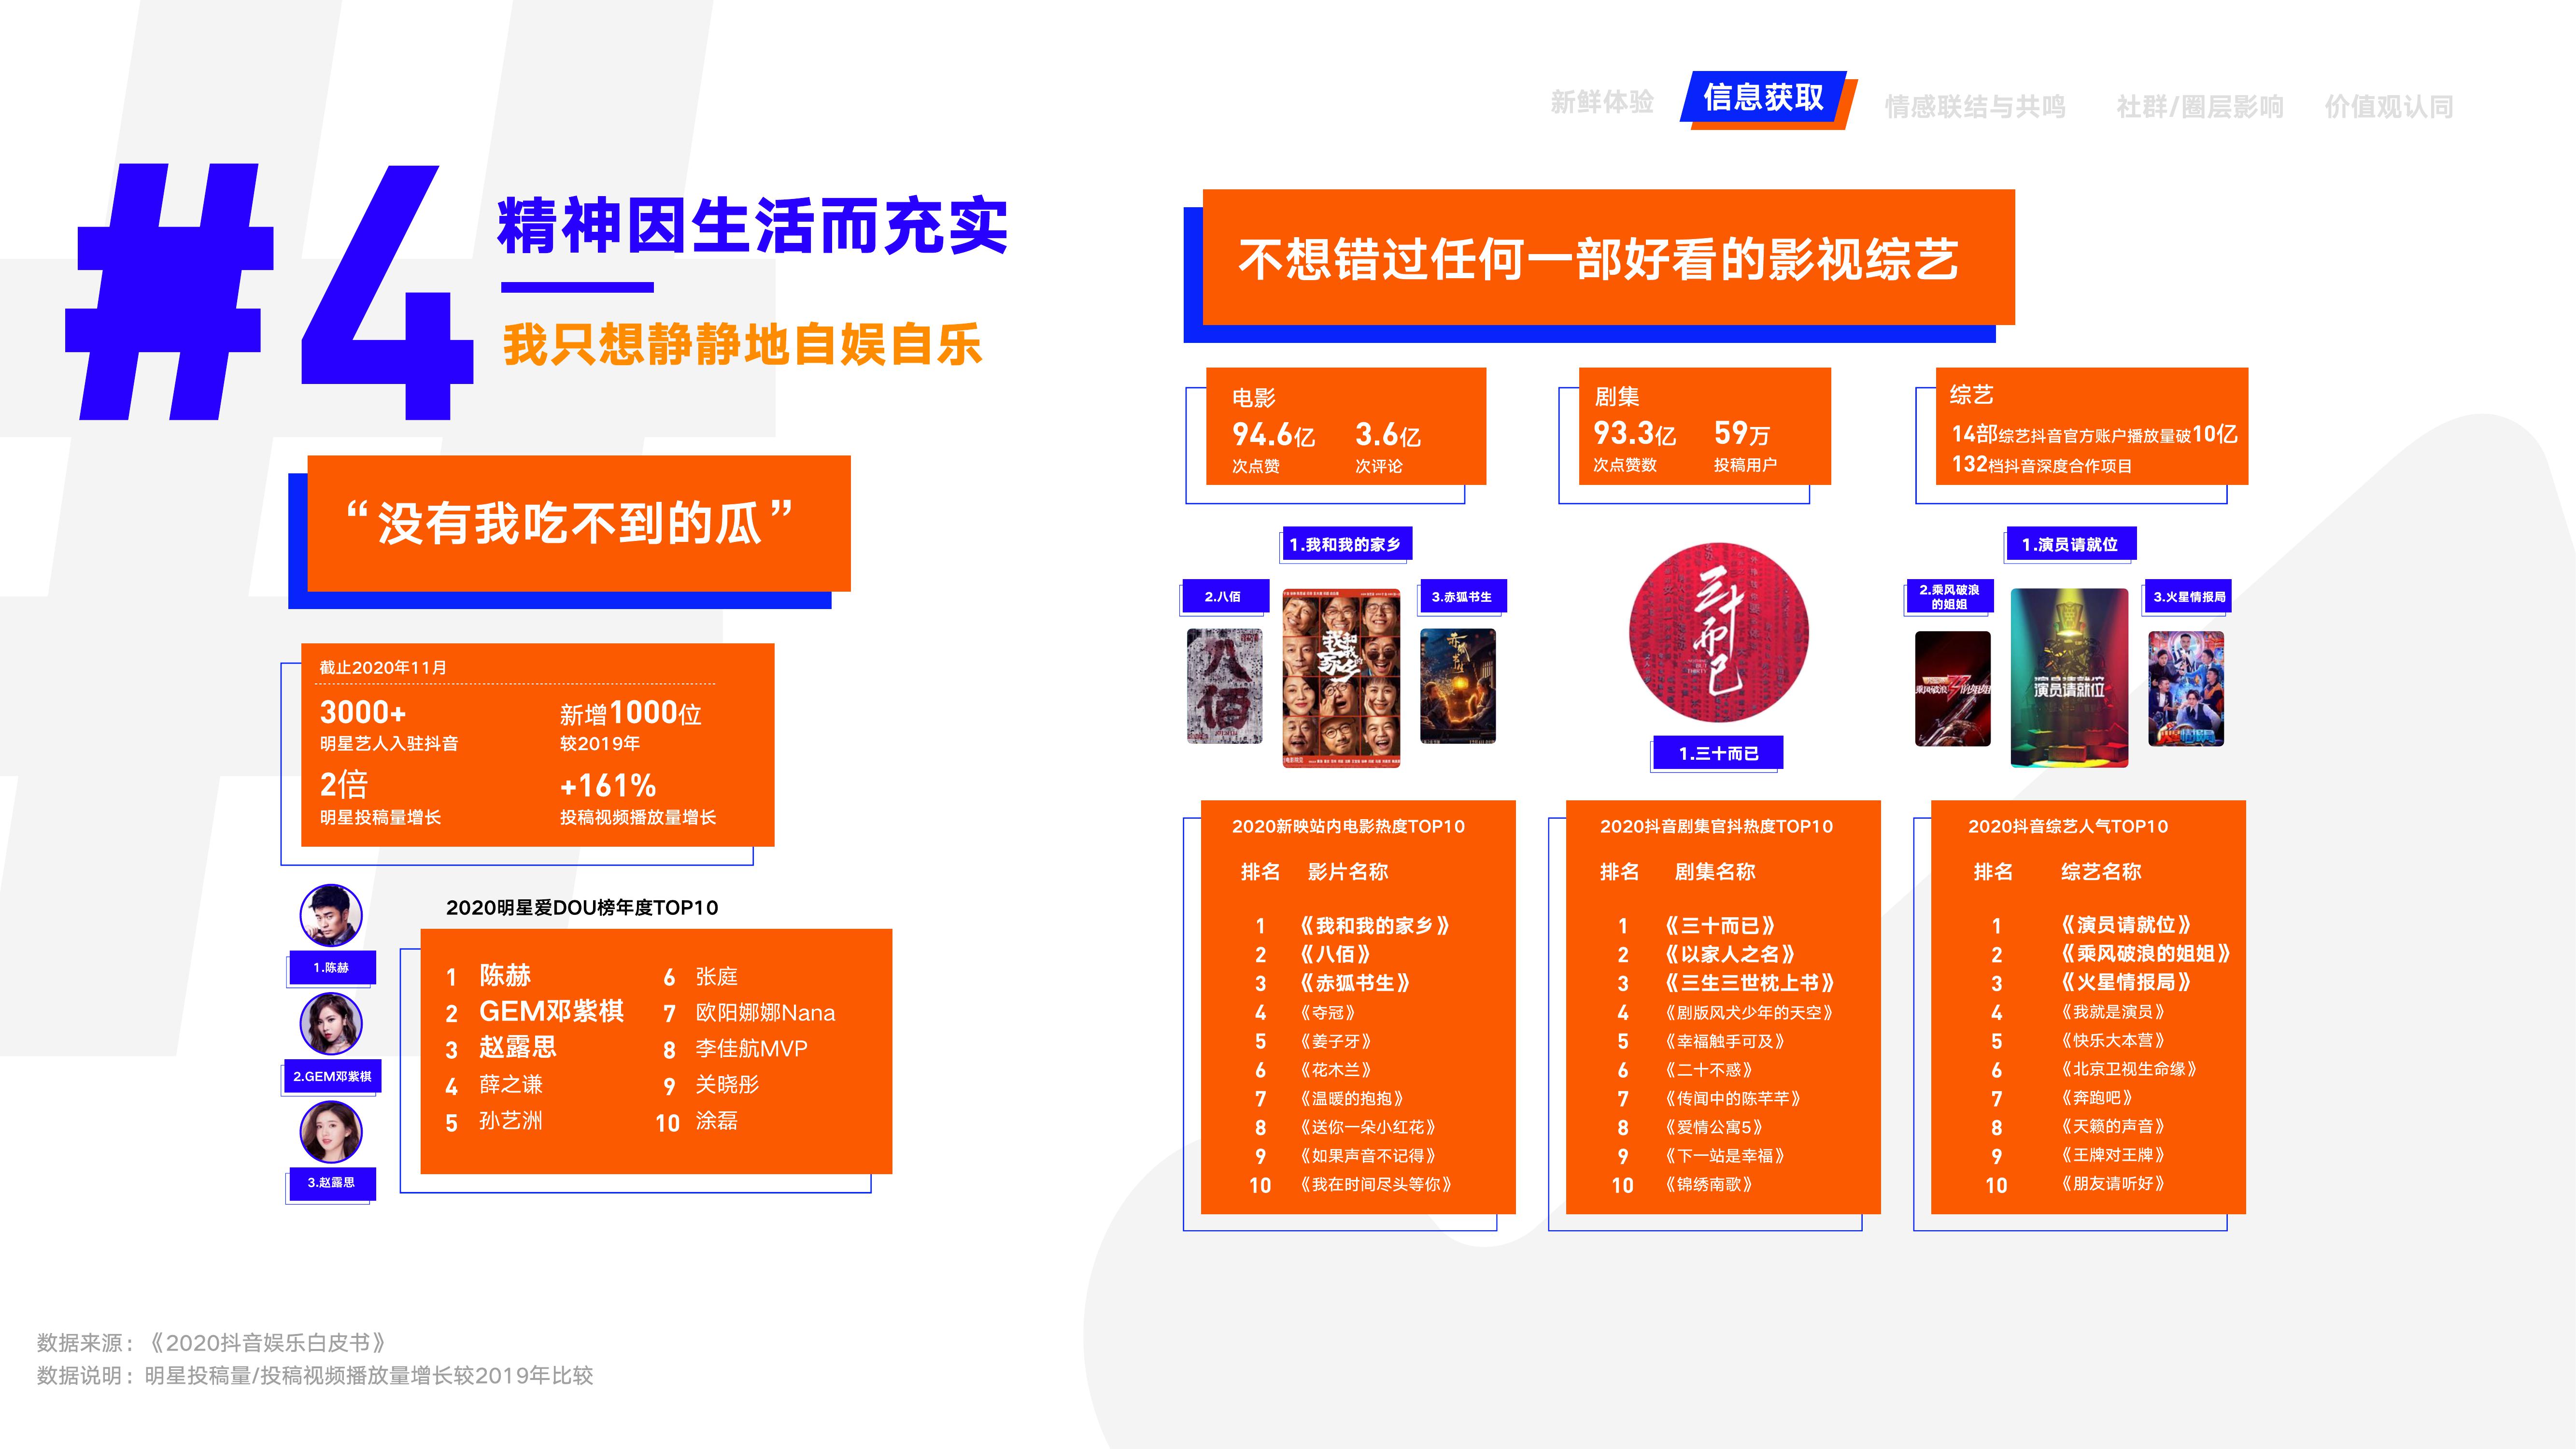 新鲜体验
信息获取
情感联结与共鸣
社群/圈层影响
价值观认同
#4
精神因生活而充实
我只想静静地自娱自乐
“没有我吃不到的瓜”
截止2020年11月
3000+
明星艺人入驻抖音
新增1000位
较2019年
2倍
明星投稿量增长
+161%
投稿视频播放量增长
2020明星爱DOU榜年度TOP10
1.陈赫
2.GEM邓紫棋
3.赵露思
1 陈赫
2 GEM邓紫棋
3 赵露思
4 薛之谦
5 孙艺洲
6 张庭
7 欧阳娜娜Nana
8 李佳航MVP
9 关晓彤
10 涂磊
不想错过任何一部好看的影视综艺
电影
94.6亿
次点赞
3.6亿
次评论
剧集
93.3亿
次点赞数
59万
投稿用户
综艺
14部综艺抖音官方账户播放量破10亿
132档抖音深度合作项目
1.我和我的家乡
2.八佰
3.赤狐书生
八佰
我和我的家乡
赤狐书生
三十而已
1.三十而已
1.演员请就位
2.乘风破浪
的姐姐
3.火星情报局
乘风破浪
演员请就位
2020新映站内电影热度TOP10
排名 影片名称
1 《我和我的家乡》
2 《八佰》
3 《赤狐书生》
4 《夺冠》
5 《姜子牙》
6 《花木兰》
7 《温暖的抱抱》
8 《送你一朵小红花》
9 《如果声音不记得》
10 《我在时间尽头等你》
2020抖音剧集官抖热度TOP10
排名 剧集名称
1 《三十而已》
2 《以家人之名》
3 《三生三世枕上书》
4 《剧版风犬少年的天空》
5 《幸福触手可及》
6 《二十不惑》
7 《传闻中的陈芊芊》
8 《爱情公寓5》
9 《下一站是幸福》
10 《锦绣南歌》
2020抖音综艺人气TOP10
排名 综艺名称
1 《演员请就位》
2 《乘风破浪的姐姐》
3 《火星情报局》
4 《我就是演员》
5 《快乐大本营》
6 《北京卫视生命缘》
7 《奔跑吧》
8 《天籁的声音》
9 《王牌对王牌》
10 《朋友请听好》
数据来源：《2020抖音娱乐白皮书》
数据说明：明星投稿量/投稿视频播放量增长较2019年比较